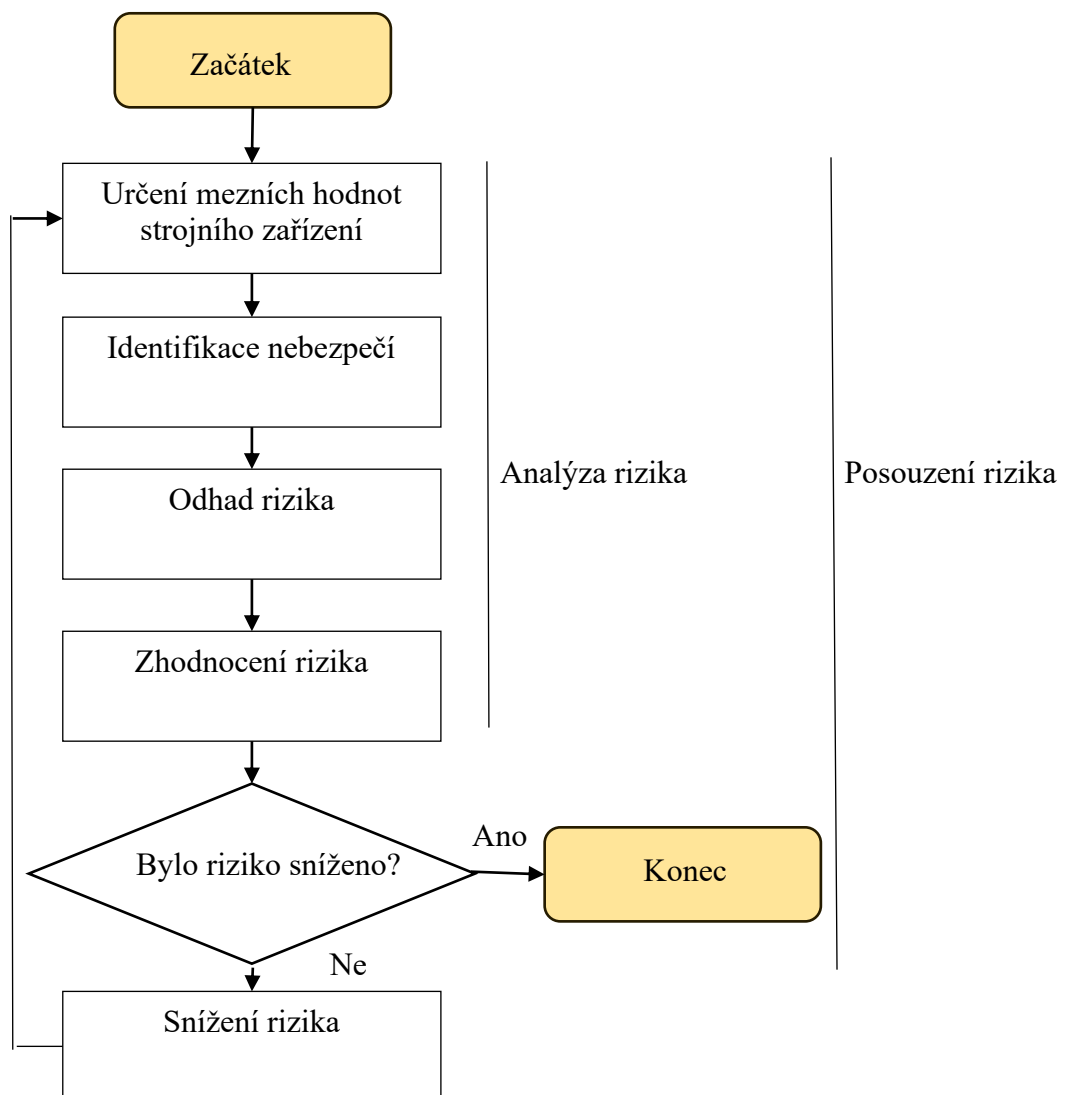 Začátek
Určení mezních hodnot
strojního zařízení
Identifikace nebezpečí
Odhad rizika
Analýza rizika
Posouzení rizika
Zhodnocení rizika
Bylo riziko sníženo?
Ano
Konec
Ne
Snížení rizika